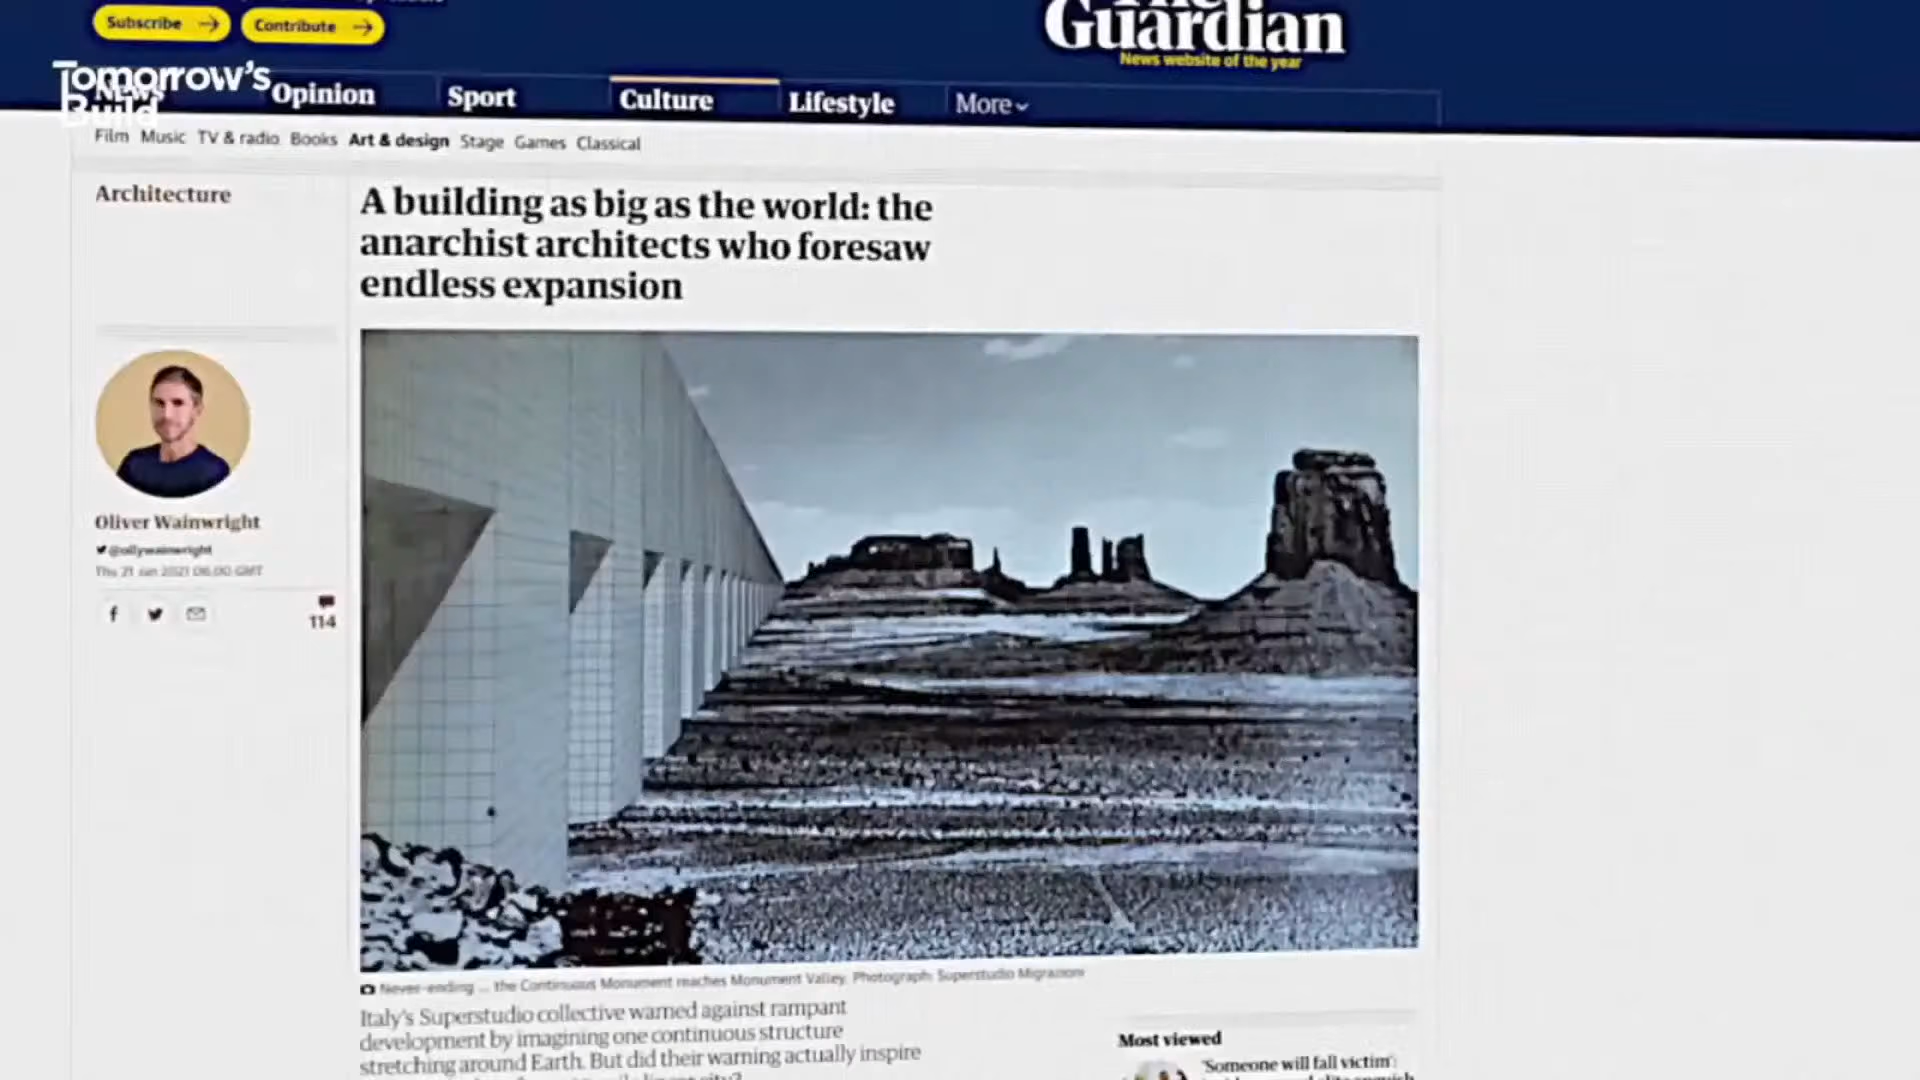 Subscribe →
Contribute →
The
Guardian
News website of the year
Tomorrow's
Build
News
Opinion
Sport
Culture
Lifestyle
More
Film Music TV & radio Books Art & design Stage Games Classical
Architecture
A building as big as the world: the
anarchist architects who foresaw
endless expansion
Oliver Wainwright
@ollywainwright
Thu 21 Jan 2021 06.00 GMT
114
Never-ending ... the Continuous Monument reaches Monument Valley. Photograph: Superstudio Migrazioni
Italy's Superstudio collective warned against rampant
development by imagining one continuous structure
stretching around Earth. But did their warning actually inspire
Most viewed
'Someone will fall victim':